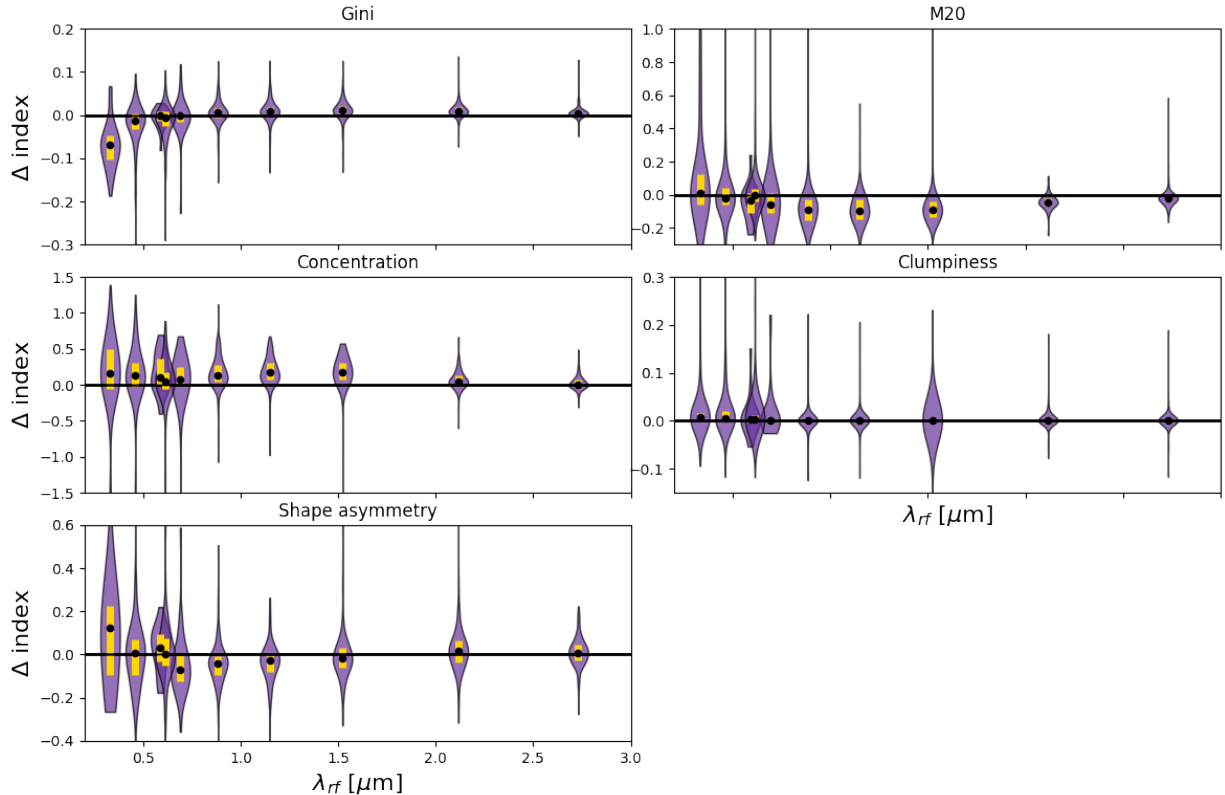 Gini
M20
0.2
0.1
0.0
−0.1
−0.2
−0.3
Δ index
1.0
0.8
0.6
0.4
0.2
0.0
−0.2
Concentration
Clumpiness
1.5
1.0
0.5
0.0
−0.5
−1.0
−1.5
Δ index
0.3
0.2
0.1
0.0
−0.1
λrf [μm]
Shape asymmetry
0.6
0.4
0.2
0.0
−0.2
−0.4
Δ index
0.5 1.0 1.5 2.0 2.5 3.0
λrf [μm]